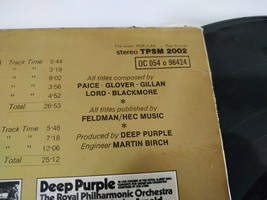 stereo TPSM 2002
OC 054 o 96424
Track Time 5:44
" " 3:19
" " 8:02
" " 3:56
" " 4:52
Total 26:53
All titles composed by
PAICE · GLOVER · GILLAN
LORD · BLACKMORE
*
All titles published by
FELDMAN/HEC MUSIC
*
Produced by DEEP PURPLE
Engineer MARTIN BIRCH
Track Time 5:48
" " 7:18
" " 12:06
Total 25:12
Deep Purple
The Royal Philharmonic Orchestra